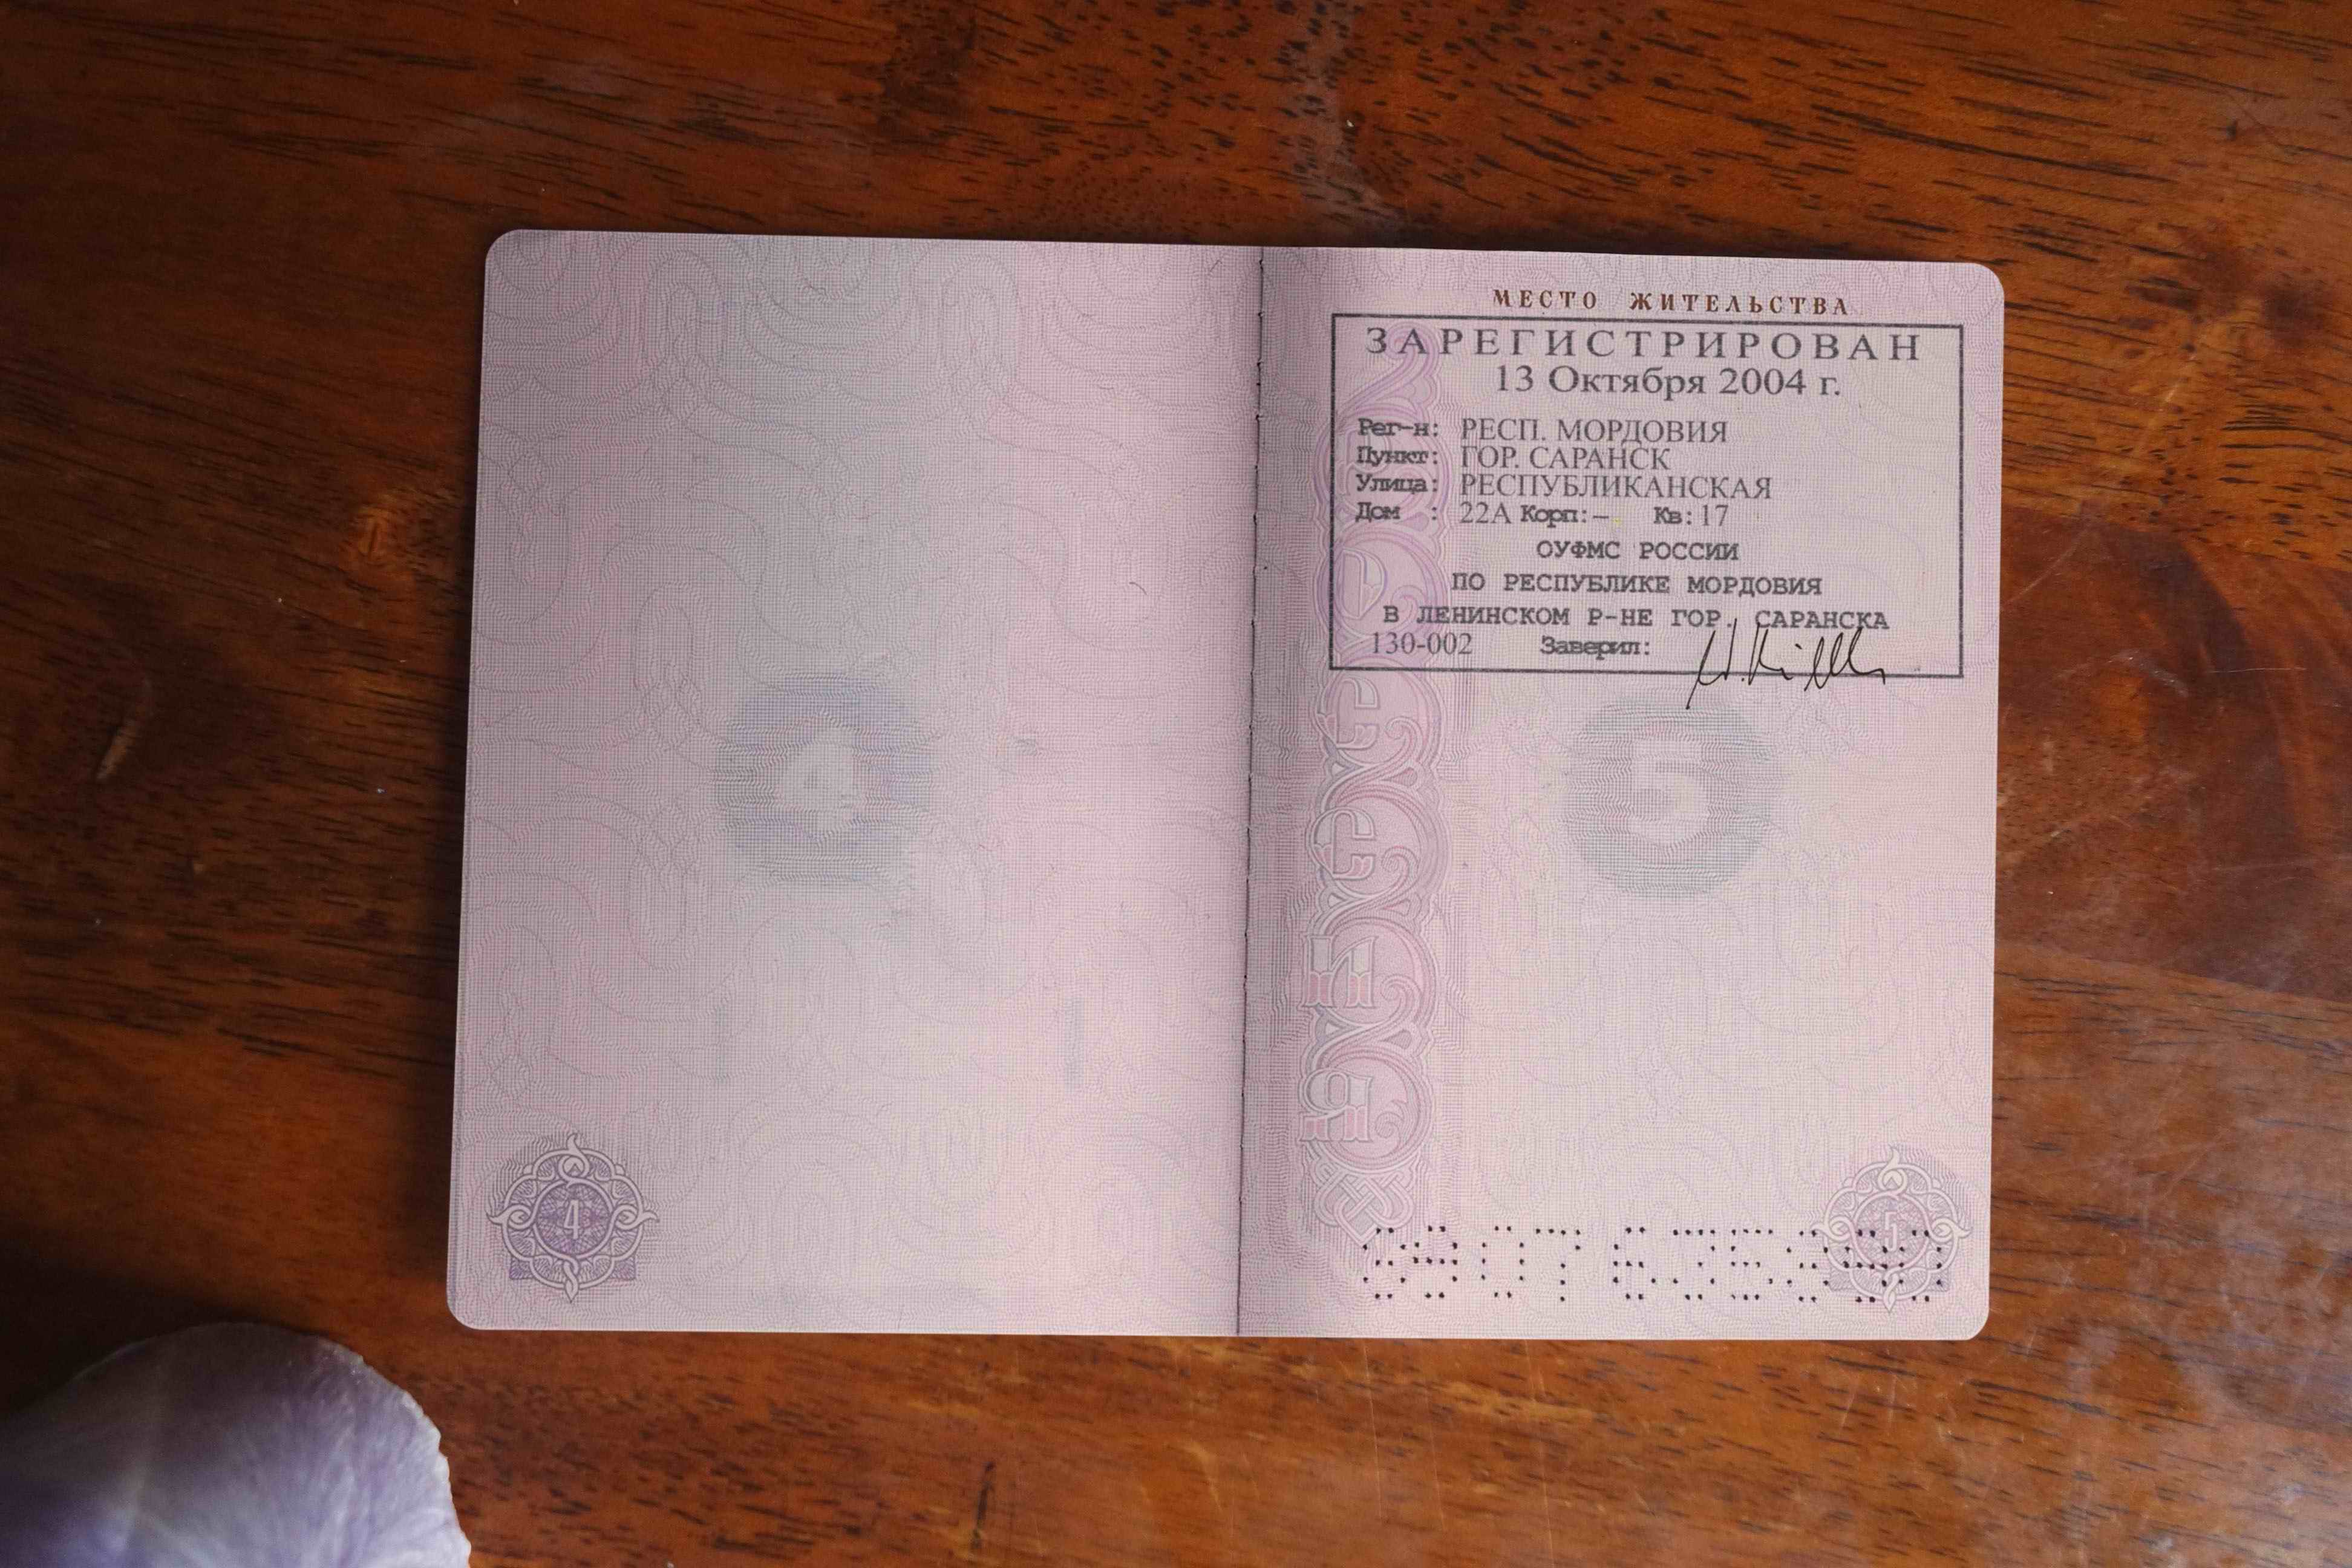 МЕСТО ЖИТЕЛЬСТВА
ЗАРЕГИСТРИРОВАН
13 Октября 2004 г.
Рег-н: РЕСП. МОРДОВИЯ
Пункт: ГОР. САРАНСК
Улица: РЕСПУБЛИКАНСКАЯ
Дом : 22А Корп:– Кв: 17
ОУФМС РОССИИ
ПО РЕСПУБЛИКЕ МОРДОВИЯ
В ЛЕНИНСКОМ Р-НЕ ГОР. САРАНСКА
130-002 Заверил:
4
5
4
5